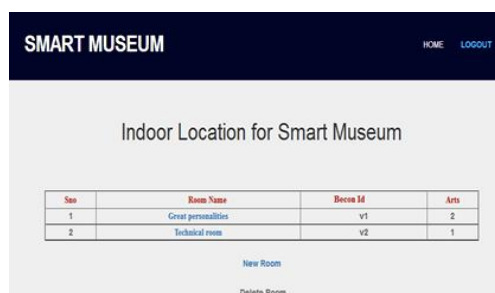 SMART MUSEUM
HOME LOGOUT
Indoor Location for Smart Museum
Sno Room Name Becon Id Arts
1 Great personalities v1 2
2 Technical room v2 1
New Room
Delete Room